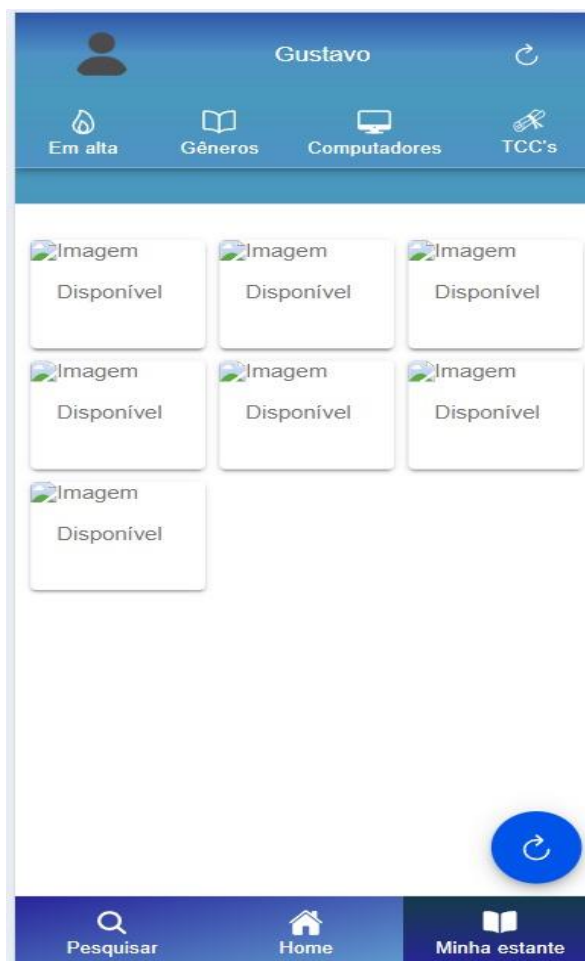 Gustavo
Em alta Gêneros Computadores TCC's
Imagem Imagem Imagem
Disponível Disponível Disponível
Imagem Imagem Imagem
Disponível Disponível Disponível
Imagem
Disponível
Pesquisar Home Minha estante